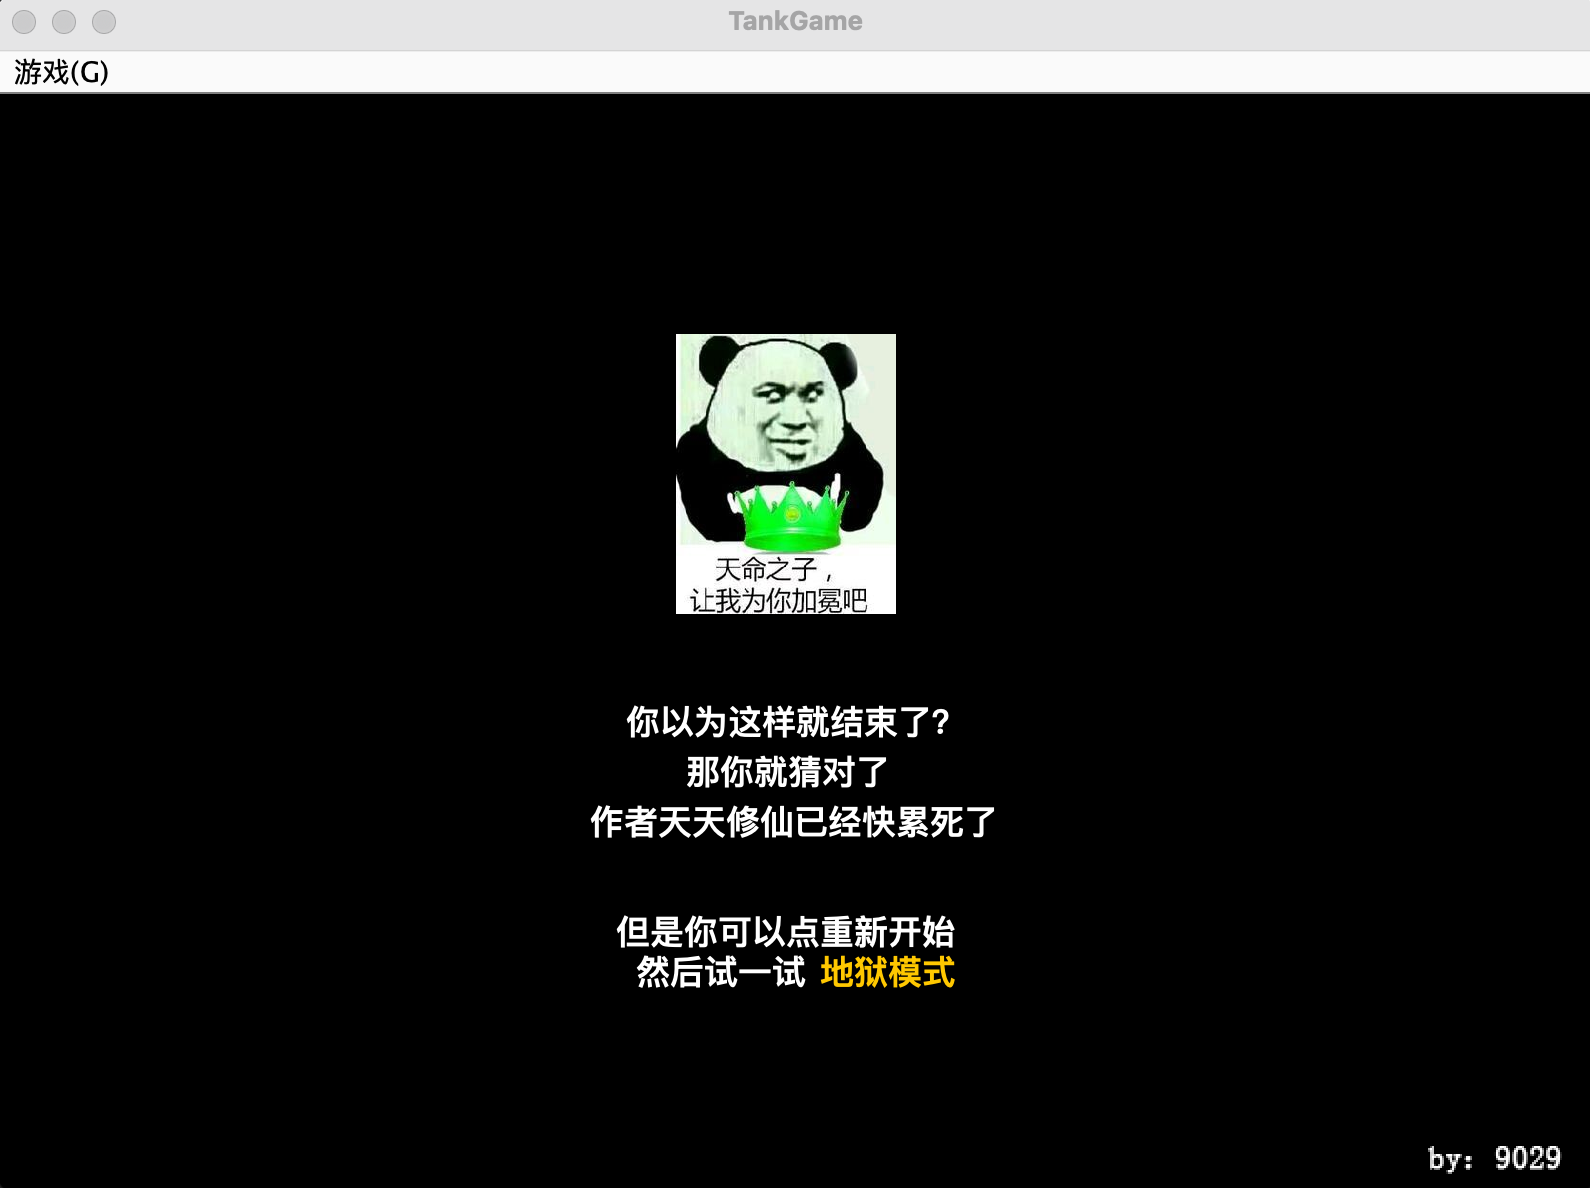 TankGame
游戏(G)
天命之子，
让我为你加冕吧
你以为这样就结束了?
那你就猜对了
作者天天修仙已经快累死了
但是你可以点重新开始
然后试一试 地狱模式
by: 9029